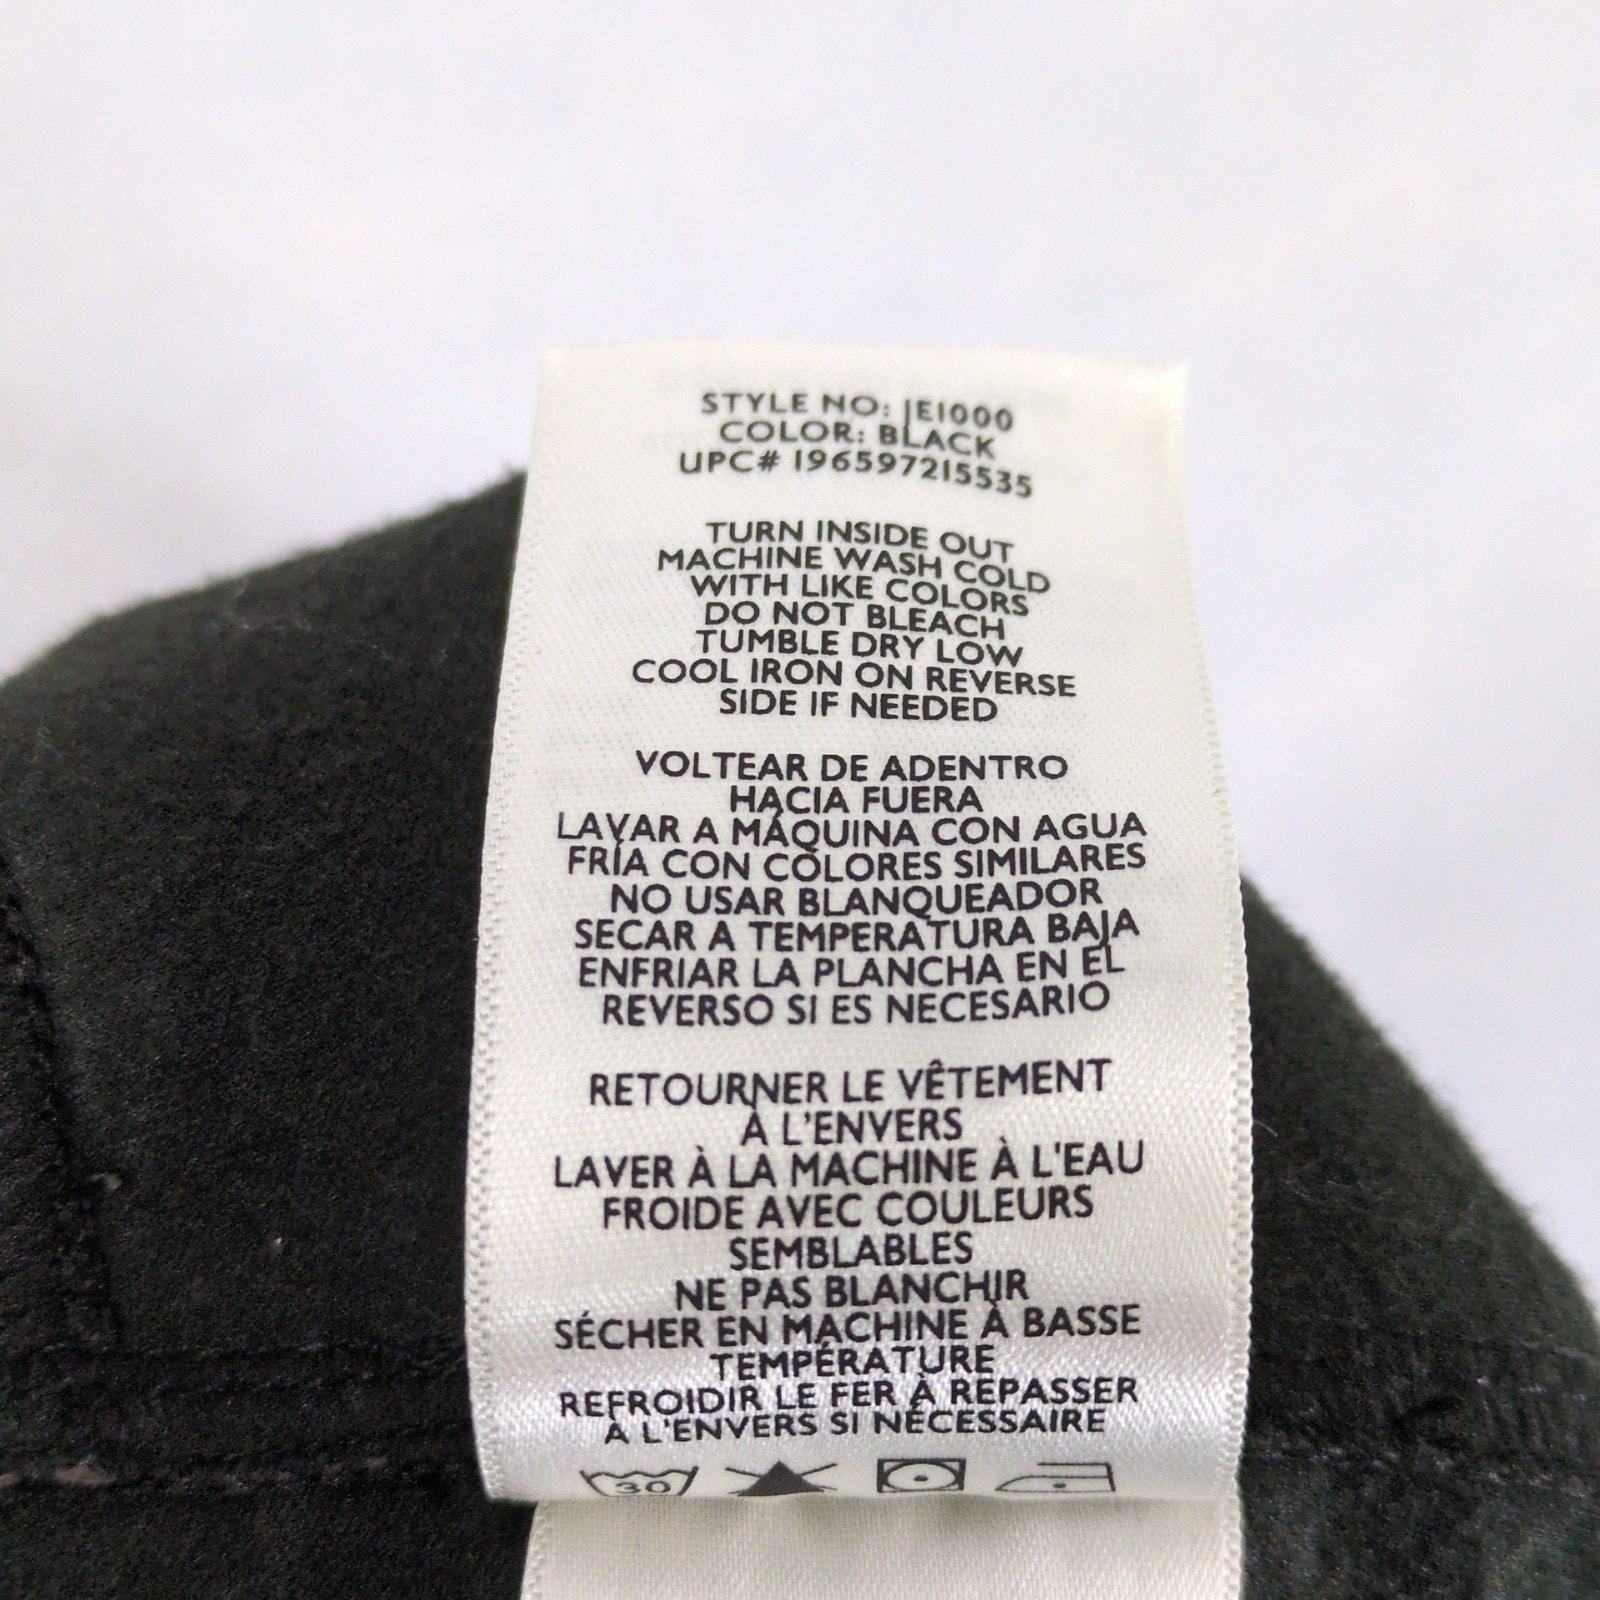 STYLE NO: JE1000
COLOR: BLACK
UPC# 196597215535
TURN INSIDE OUT
MACHINE WASH COLD
WITH LIKE COLORS
DO NOT BLEACH
TUMBLE DRY LOW
COOL IRON ON REVERSE
SIDE IF NEEDED
VOLTEAR DE ADENTRO
HACIA FUERA
LAVAR A MÁQUINA CON AGUA
FRÍA CON COLORES SIMILARES
NO USAR BLANQUEADOR
SECAR A TEMPERATURA BAJA
ENFRIAR LA PLANCHA EN EL
REVERSO SI ES NECESARIO
RETOURNER LE VÊTEMENT
À L'ENVERS
LAVER À LA MACHINE À L'EAU
FROIDE AVEC COULEURS
SEMBLABLES
NE PAS BLANCHIR
SÉCHER EN MACHINE À BASSE
TEMPÉRATURE
REFROIDIR LE FER À REPASSER
À L'ENVERS SI NÉCESSAIRE
30